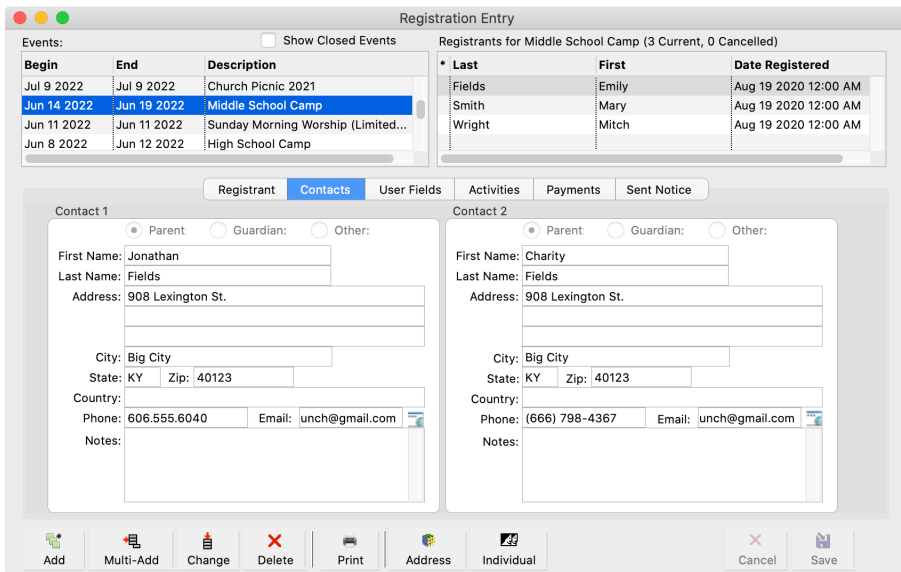 Registration Entry
Events:
Show Closed Events
Registrants for Middle School Camp (3 Current, 0 Cancelled)
Begin End Description
* Last First Date Registered
Jul 9 2022 Jul 9 2022 Church Picnic 2021
Fields Emily Aug 19 2020 12:00 AM
Jun 14 2022 Jun 19 2022 Middle School Camp
Smith Mary Aug 19 2020 12:00 AM
Jun 11 2022 Jun 11 2022 Sunday Morning Worship (Limited...
Wright Mitch Aug 19 2020 12:00 AM
Jun 8 2022 Jun 12 2022 High School Camp
Registrant Contacts User Fields Activities Payments Sent Notice
Contact 1
Parent Guardian: Other:
First Name: Jonathan
Last Name: Fields
Address: 908 Lexington St.
City: Big City
State: KY Zip: 40123
Country:
Phone: 606.555.6040 Email: unch@gmail.com
Notes:
Contact 2
Parent Guardian: Other:
First Name: Charity
Last Name: Fields
Address: 908 Lexington St.
City: Big City
State: KY Zip: 40123
Country:
Phone: (666) 798-4367 Email: unch@gmail.com
Notes:
Add Multi-Add Change Delete Print Address Individual Cancel Save